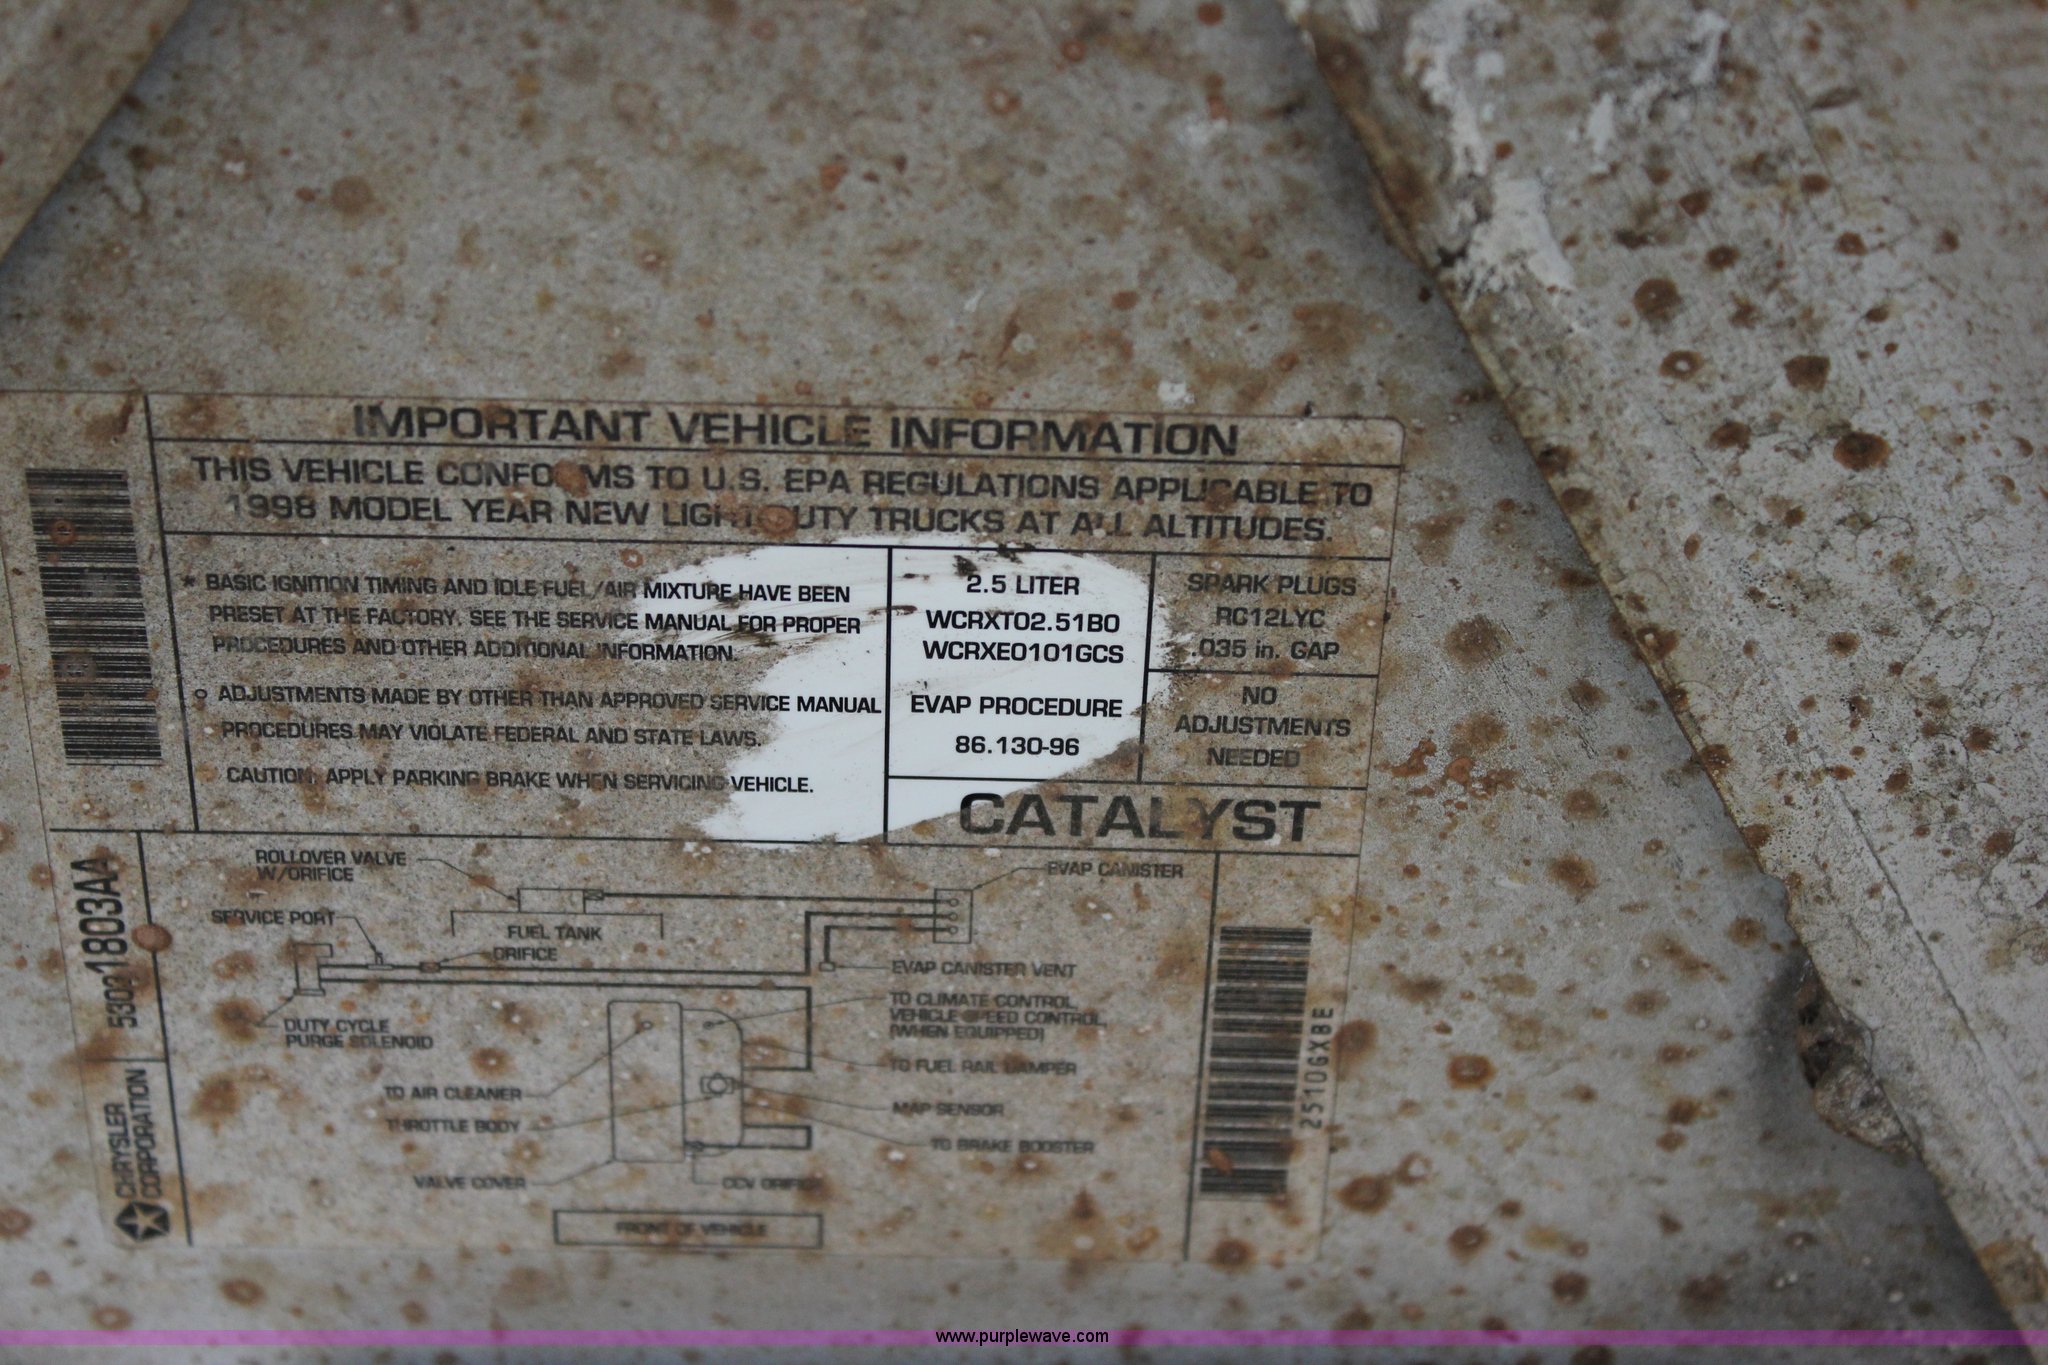 IMPORTANT VEHICLE INFORMATION
THIS VEHICLE CONFORMS TO U.S. EPA REGULATIONS APPLICABLE TO
1998 MODEL YEAR NEW LIGHT DUTY TRUCKS AT ALL ALTITUDES.
* BASIC IGNITION TIMING AND IDLE FUEL/AIR MIXTURE HAVE BEEN
PRESET AT THE FACTORY. SEE THE SERVICE MANUAL FOR PROPER
PROCEDURES AND OTHER ADDITIONAL INFORMATION.
o ADJUSTMENTS MADE BY OTHER THAN APPROVED SERVICE MANUAL
PROCEDURES MAY VIOLATE FEDERAL AND STATE LAWS.
CAUTION: APPLY PARKING BRAKE WHEN SERVICING VEHICLE.
2.5 LITER
WCRXT02.51B0
WCRXE0101GCS
EVAP PROCEDURE
86.130-96
SPARK PLUGS
RC12LYC
.035 in. GAP
NO
ADJUSTMENTS
NEEDED
CATALYST
ROLLOVER VALVE
W/ORIFICE
EVAP CANISTER
SERVICE PORT
FUEL TANK
ORIFICE
EVAP CANISTER VENT
TO CLIMATE CONTROL,
VEHICLE SPEED CONTROL,
(WHEN EQUIPPED)
DUTY CYCLE
PURGE SOLENOID
TO FUEL RAIL DAMPER
TO AIR CLEANER
MAP SENSOR
THROTTLE BODY
TO BRAKE BOOSTER
VALVE COVER
CCV ORIFICE
FRONT OF VEHICLE
53031803AA
CHRYSLER
CORPORATION
2510GX8E
www.purplewave.com